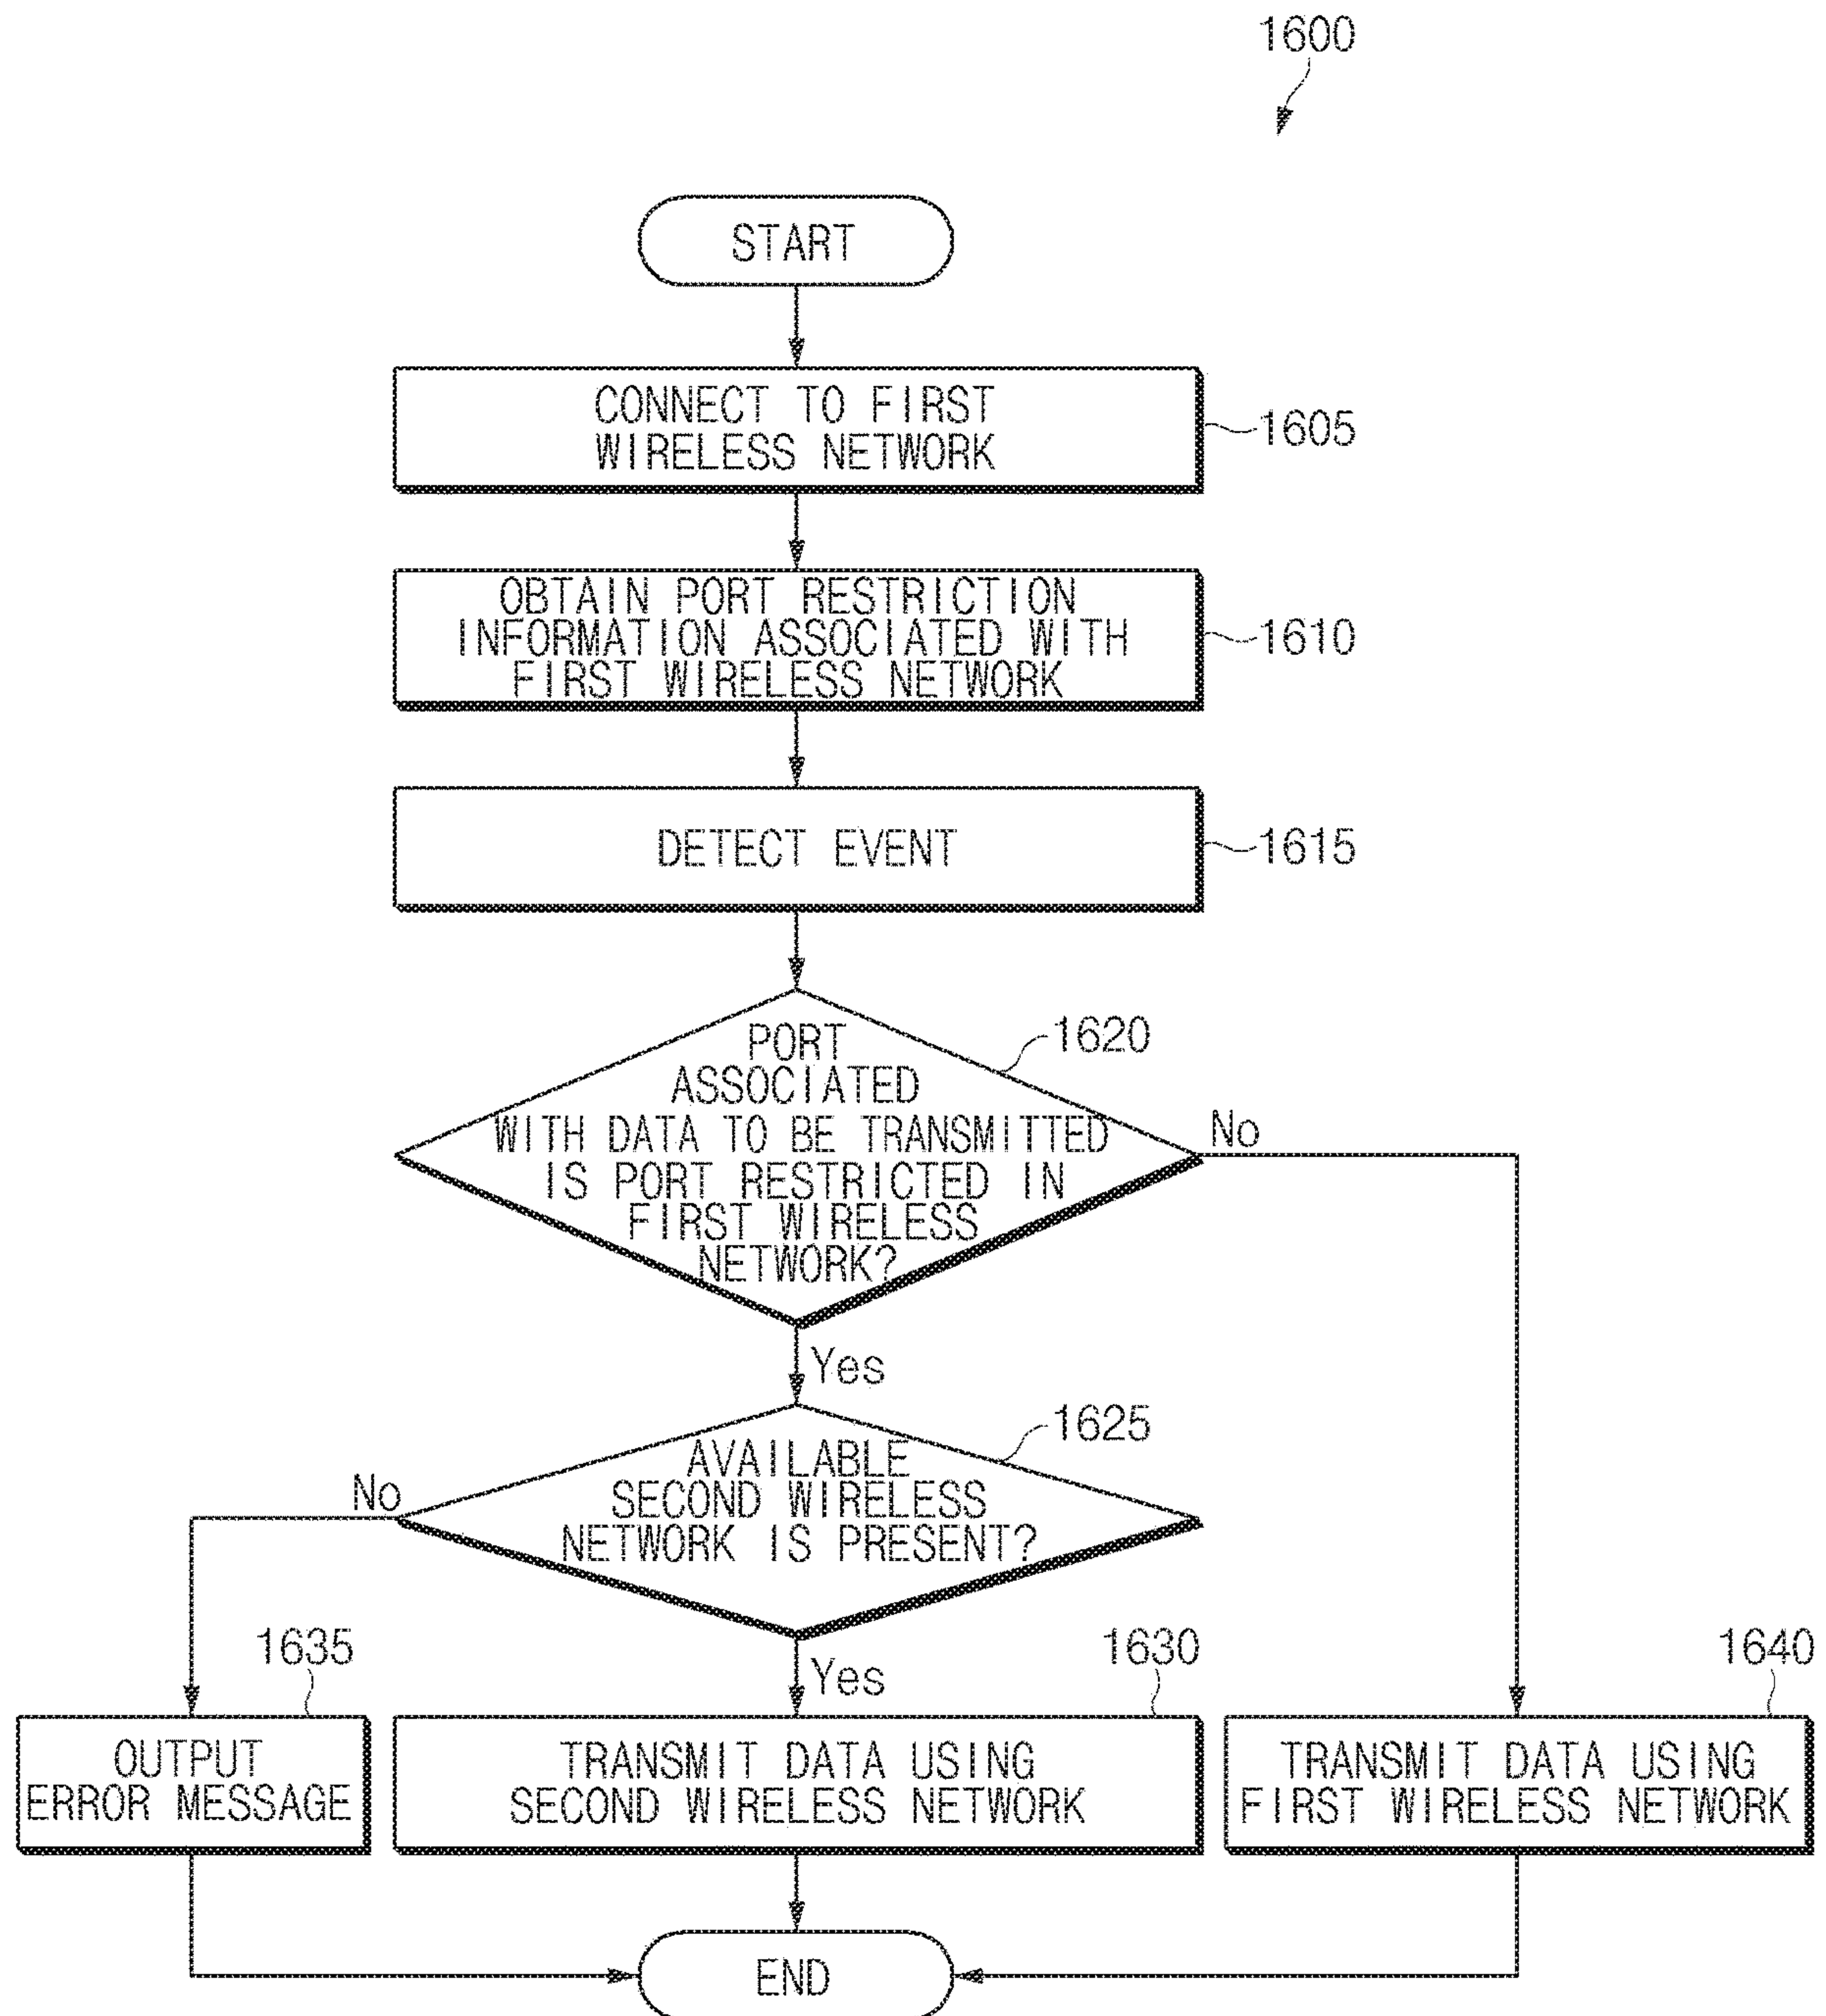 1600
START
CONNECT TO FIRST
WIRELESS NETWORK
1605
OBTAIN PORT RESTRICTION
INFORMATION ASSOCIATED WITH
FIRST WIRELESS NETWORK
1610
DETECT EVENT
1615
1620
PORT
ASSOCIATED
WITH DATA TO BE TRANSMITTED
IS PORT RESTRICTED IN
FIRST WIRELESS
NETWORK?
No
Yes
1625
AVAILABLE
SECOND WIRELESS
NETWORK IS PRESENT?
No
Yes
1635
OUTPUT
ERROR MESSAGE
1630
TRANSMIT DATA USING
SECOND WIRELESS NETWORK
1640
TRANSMIT DATA USING
FIRST WIRELESS NETWORK
END